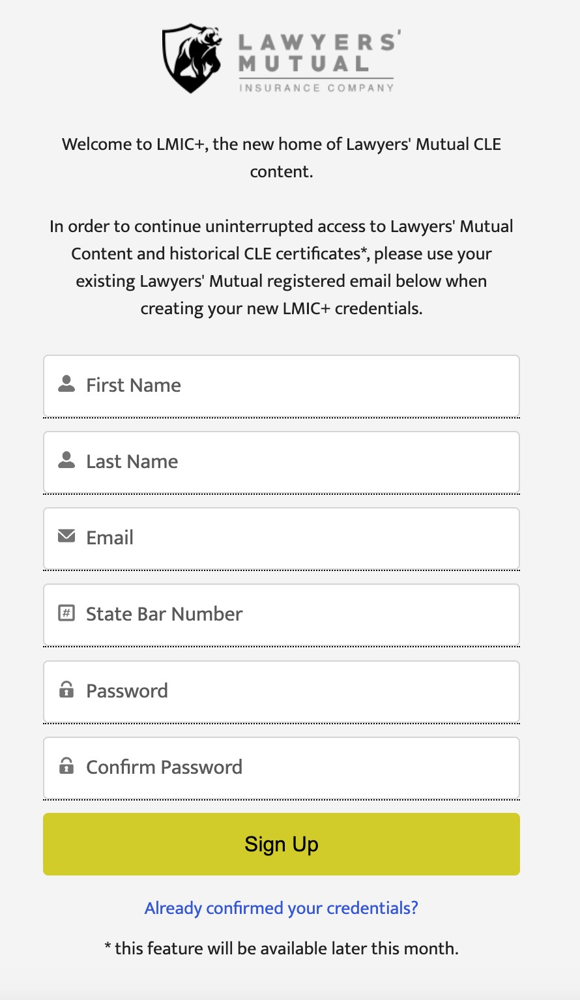 LAWYERS'
MUTUAL
INSURANCE COMPANY
Welcome to LMIC+, the new home of Lawyers' Mutual CLE
content.
In order to continue uninterrupted access to Lawyers' Mutual
Content and historical CLE certificates*, please use your
existing Lawyers' Mutual registered email below when
creating your new LMIC+ credentials.
First Name
Last Name
Email
# State Bar Number
Password
Confirm Password
Sign Up
Already confirmed your credentials?
* this feature will be available later this month.